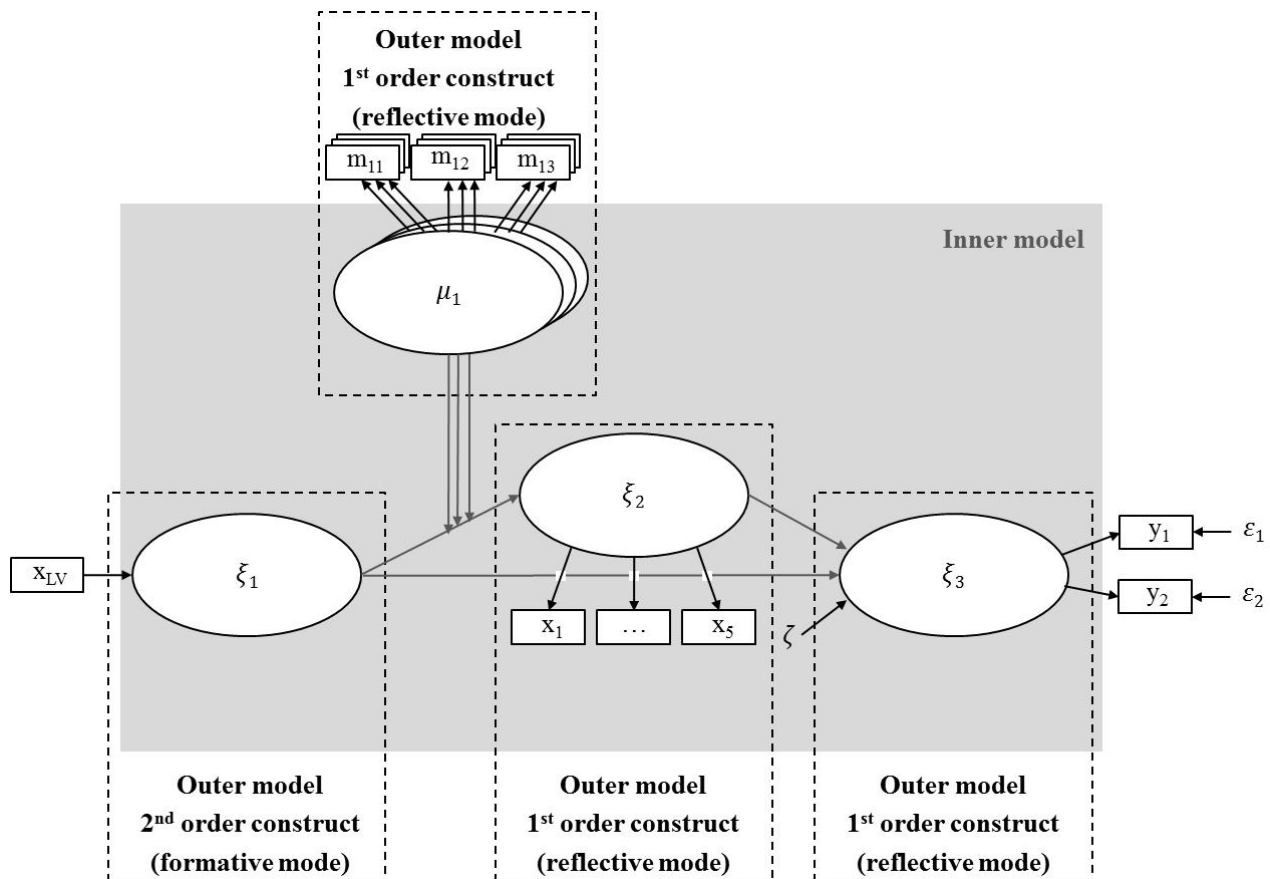 Outer model
1st order construct
(reflective mode)
m11 m12 m13
Inner model
μ1
ξ2
xLV ξ1 ξ3 y1 ε1
y2 ε2
x1 … x5 ζ
Outer model
2nd order construct
(formative mode)
Outer model
1st order construct
(reflective mode)
Outer model
1st order construct
(reflective mode)